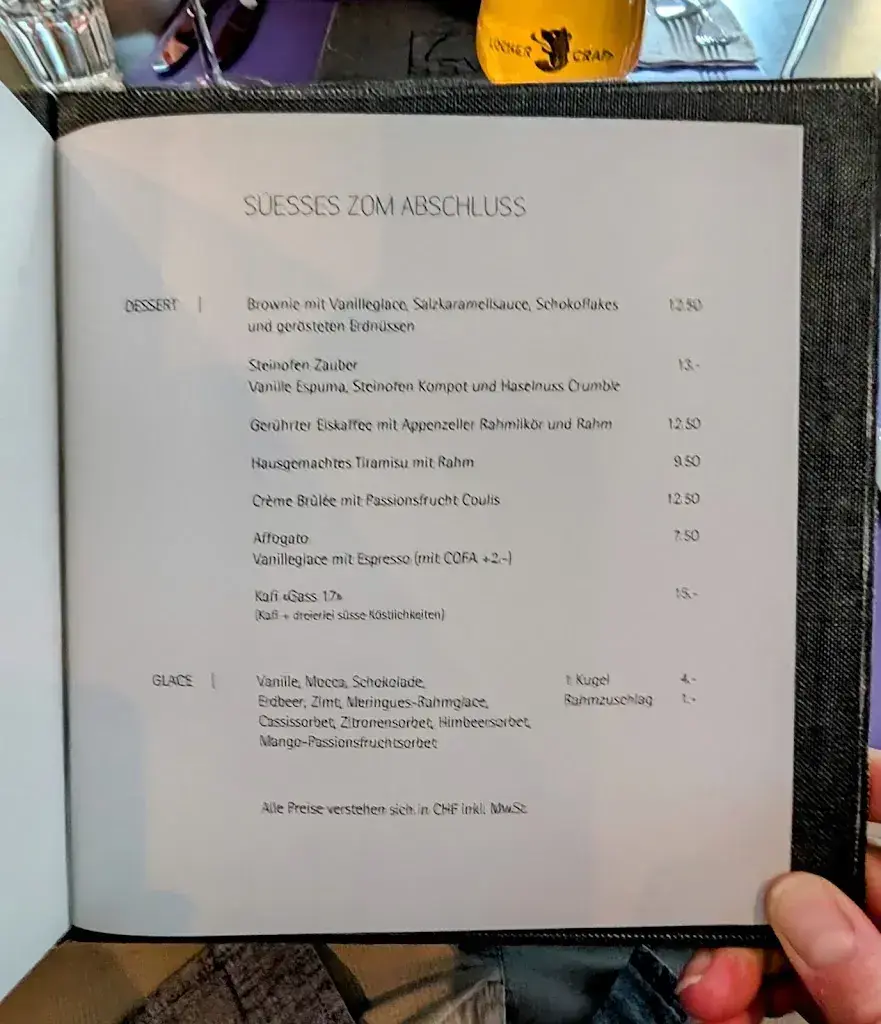 LOCHER CRAFT
SÜESSES ZOM ABSCHLUSS
DESSERT | Brownie mit Vanilleglace, Salzkaramellsauce, Schokoflakes 12.50
und gerösteten Erdnüssen
Steinofen Zauber 13.-
Vanille Espuma, Steinofen Kompot und Haselnuss Crumble
Gerührter Eiskaffee mit Appenzeller Rahmlikör und Rahm 12.50
Hausgemachtes Tiramisu mit Rahm 9.50
Crème Brûlée mit Passionsfrucht Coulis 12.50
Affogato 7.50
Vanilleglace mit Espresso (mit COFA +2.-)
Kafi «Gass 17» 15.-
(Kafi + dreierlei süsse Köstlichkeiten)
GLACE | Vanille, Mocca, Schokolade, 1 Kugel 4.-
Erdbeer, Zimt, Meringues-Rahmglace, Rahmzuschlag 1.-
Cassissorbet, Zitronensorbet, Himbeersorbet,
Mango-Passionsfruchtsorbet
Alle Preise verstehen sich in CHF inkl. MwSt.